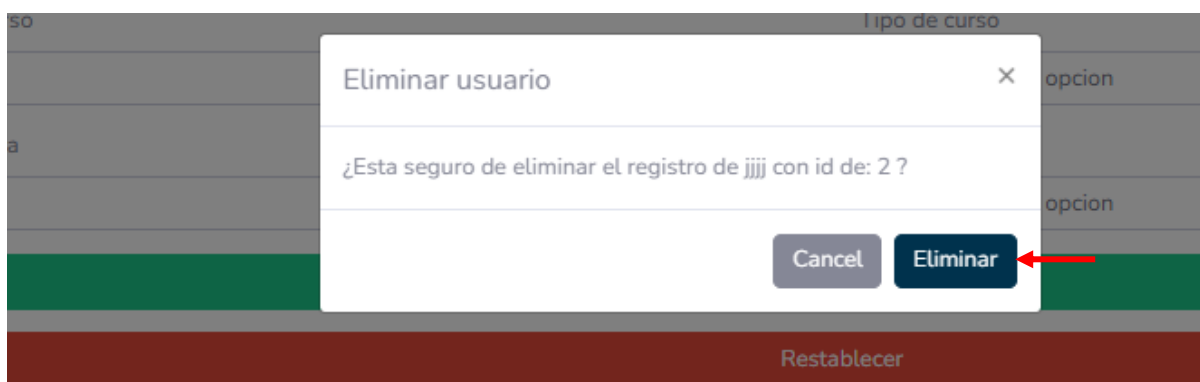 so
Tipo de curso
Eliminar usuario
×
opcion
¿Esta seguro de eliminar el registro de jjjj con id de: 2 ?
a
opcion
Cancel
Eliminar
Restablecer